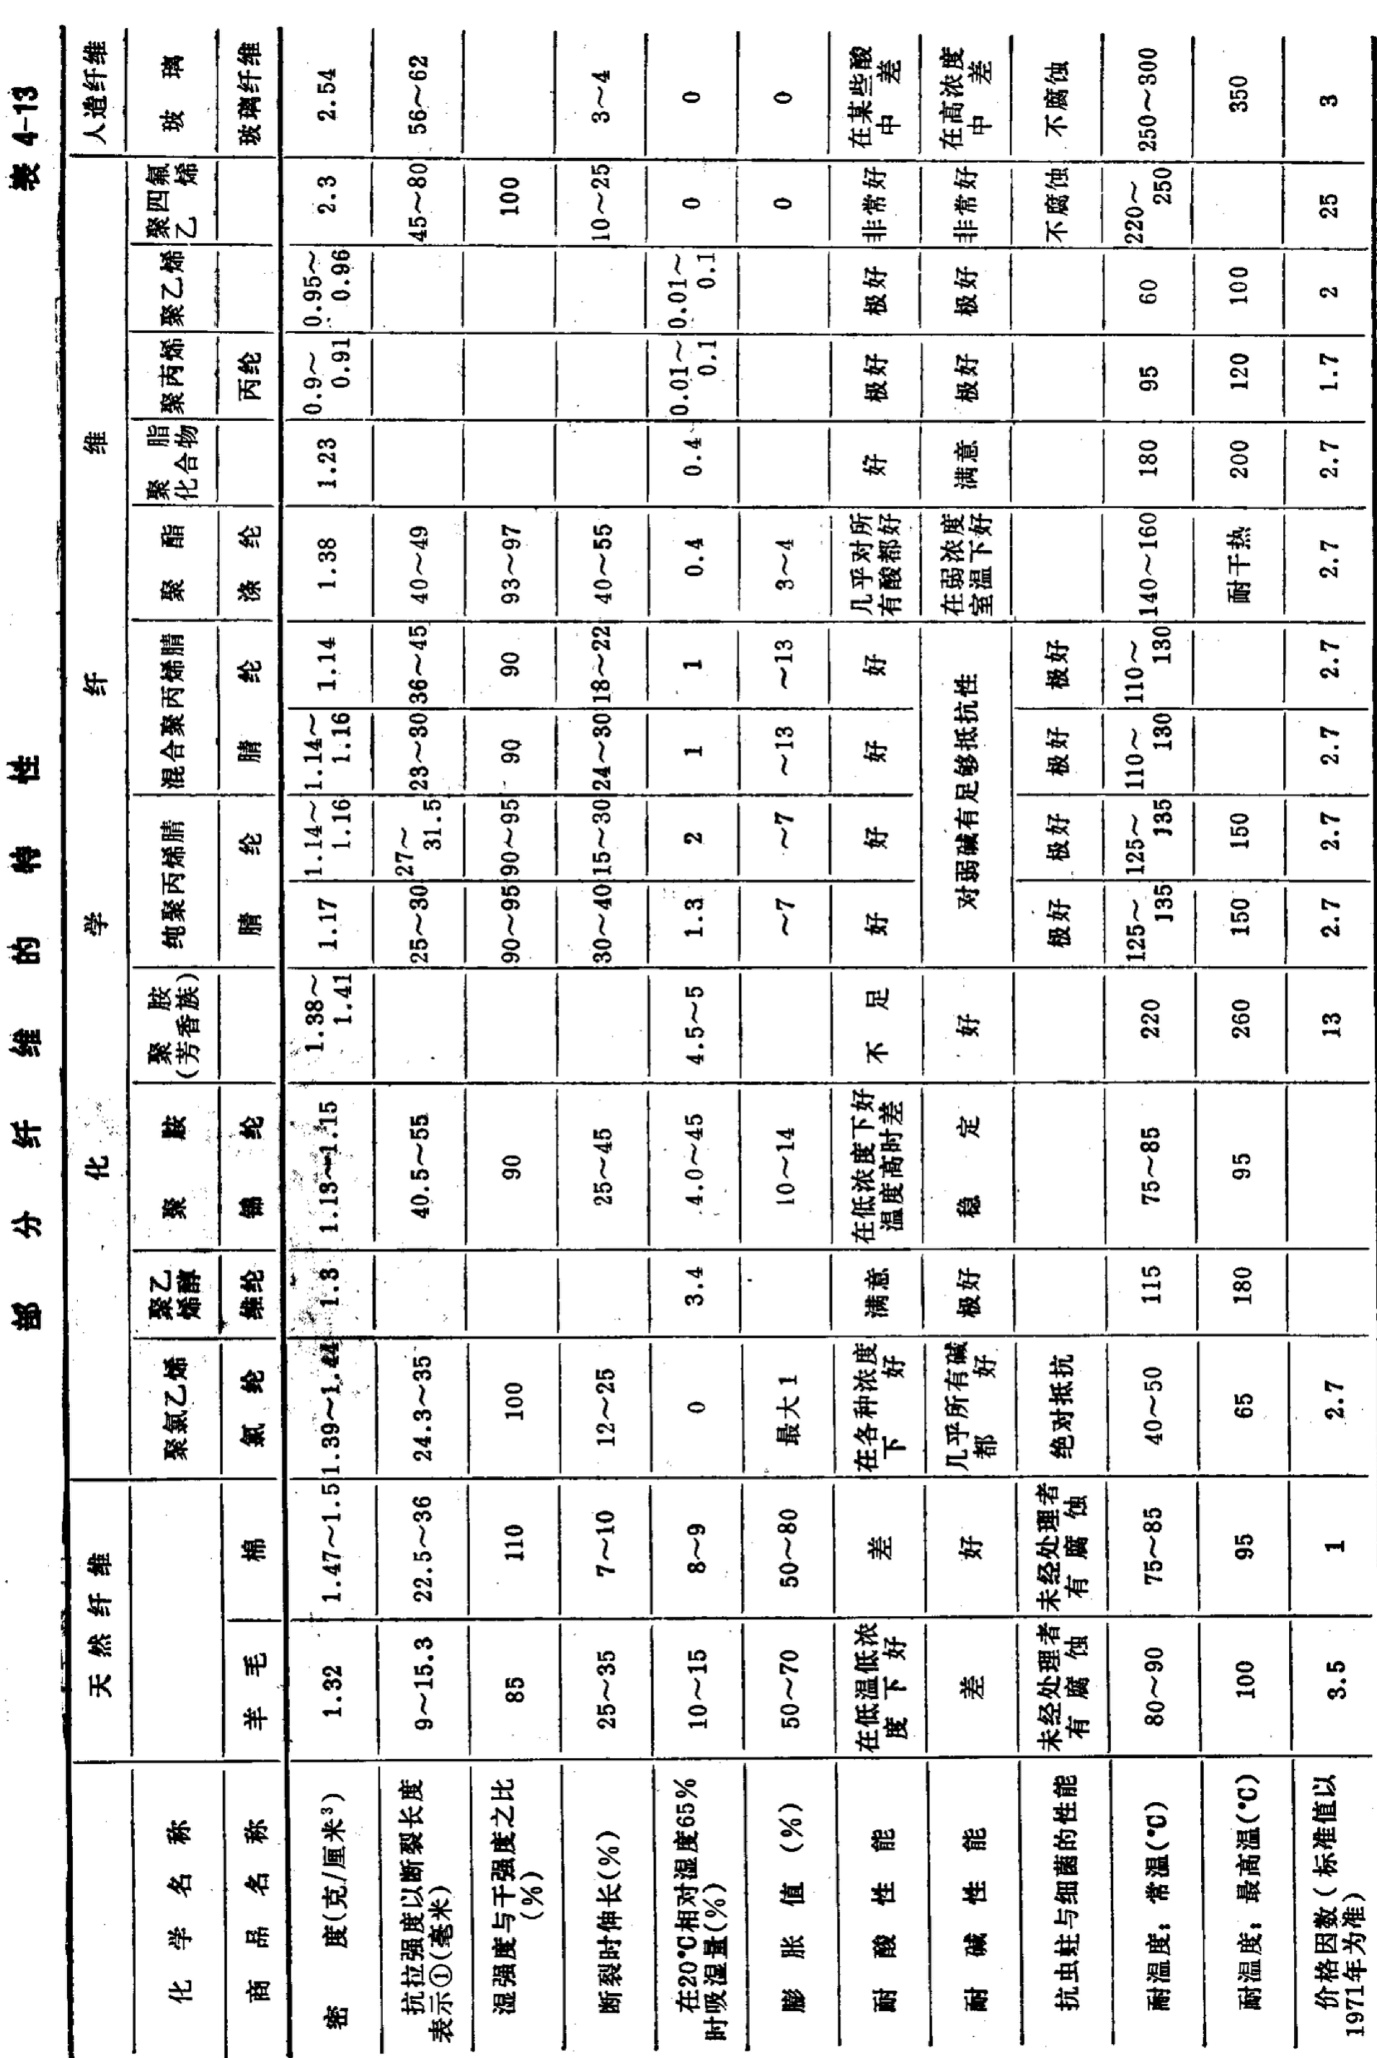 部分纤维的特性
表 4-13
天然纤维 化学纤维 人造纤维
化学名称 聚氯乙烯 聚乙烯醇 聚胺 聚胺(芳香族) 纯聚丙烯腈 混合聚丙烯腈 聚酯 聚脂化合物 聚丙烯 聚乙烯 聚四氟乙烯 玻璃
商品名称 羊毛 棉 氯纶 维纶 锦纶 腈纶 腈纶 涤纶 丙纶 玻璃纤维
密度(克/厘米³) 1.32 1.47~1.5 1.39~1.44 1.3 1.13~1.15 1.38~1.41 1.17 1.14~1.16 1.14~1.16 1.14 1.38 1.23 0.9~0.91 0.95~0.96 2.3 2.54
抗拉强度以断裂长度表示①(毫米) 9~15.3 22.5~36 24.3~35 40.5~55 25~30 27~31.5 23~30 36~45 40~49 45~80 56~62
湿强度与干强度之比(%) 85 110 100 90 90~95 90~95 90 90 93~97 100
断裂时伸长(%) 25~35 7~10 12~25 25~45 30~40 15~30 24~30 18~22 40~55 10~25 3~4
在20°C相对湿度65%时吸湿量(%) 10~15 8~9 0 3.4 4.0~45 4.5~5 1.3 2 1 1 0.4 0.4 0.01~0.1 0.01~0.1 0 0
膨胀值(%) 50~70 50~80 最大1 10~14 ~7 ~7 ~13 ~13 3~4 0 0
耐酸性能 在低温低浓度下好 差 在各种浓度下好 满意 在低浓度下好温度高时差 不足 好 好 好 好 几乎对所有酸都好 好 极好 极好 非常好 在某些酸中差
耐碱性能 差 好 几乎所有碱都好 极好 稳定 好 对弱碱有足够抵抗性 在弱浓度室温下好 满意 极好 极好 非常好 在高浓度中差
抗虫蛀与细菌的性能 未经处理者有腐蚀 未经处理者有腐蚀 绝对抵抗 极好 极好 极好 极好 不腐蚀 不腐蚀
耐温度:常温(°C) 80~90 75~85 40~50 115 75~85 220 125~135 125~135 110~130 110~130 140~160 180 95 60 220~250 250~300
耐温度:最高温(°C) 100 95 65 180 95 260 150 150 耐干热 200 120 100 350
价格因数(标准值以1971年为准) 3.5 1 2.7 13 2.7 2.7 2.7 2.7 2.7 2.7 1.7 2 25 3